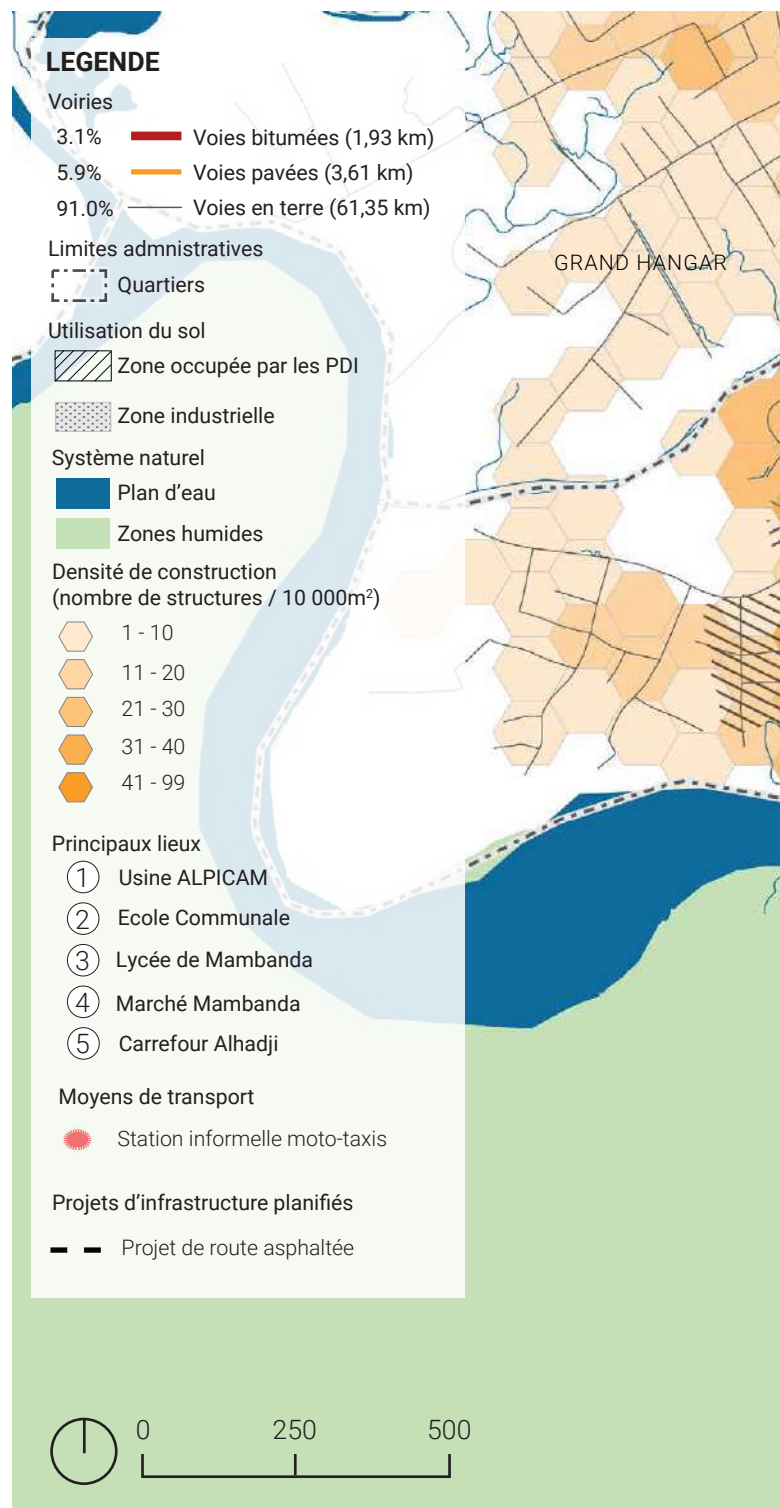 LEGENDE
Voiries
3.1% Voies bitumées (1,93 km)
5.9% Voies pavées (3,61 km)
91.0% Voies en terre (61,35 km)
Limites admnistratives
Quartiers
Utilisation du sol
Zone occupée par les PDI
Zone industrielle
Système naturel
Plan d'eau
Zones humides
Densité de construction
(nombre de structures / 10 000m²)
1 - 10
11 - 20
21 - 30
31 - 40
41 - 99
Principaux lieux
1 Usine ALPICAM
2 Ecole Communale
3 Lycée de Mambanda
4 Marché Mambanda
5 Carrefour Alhadji
Moyens de transport
Station informelle moto-taxis
Projets d'infrastructure planifiés
Projet de route asphaltée
0 250 500
GRAND HANGAR